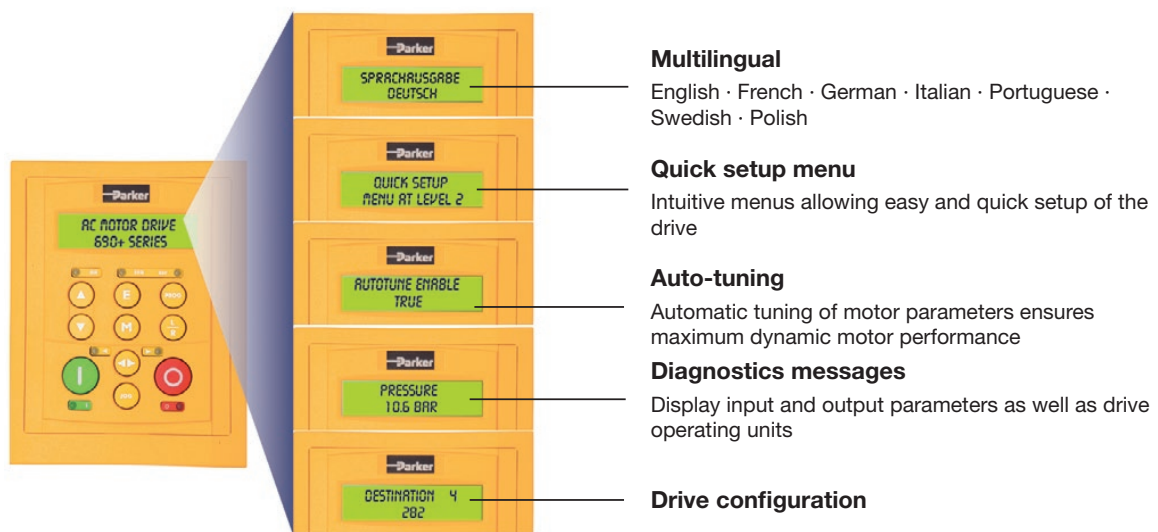 Parker
AC MOTOR DRIVE
690+ SERIES
E
PROG
M
L
R
JOG
Parker
SPRACHAUSGABE
DEUTSCH
Parker
QUICK SETUP
MENU AT LEVEL 2
Parker
AUTOTUNE ENABLE
TRUE
Parker
PRESSURE
10.6 BAR
Parker
DESTINATION 4
282
Multilingual
English · French · German · Italian · Portuguese ·
Swedish · Polish
Quick setup menu
Intuitive menus allowing easy and quick setup of the
drive
Auto-tuning
Automatic tuning of motor parameters ensures
maximum dynamic motor performance
Diagnostics messages
Display input and output parameters as well as drive
operating units
Drive configuration